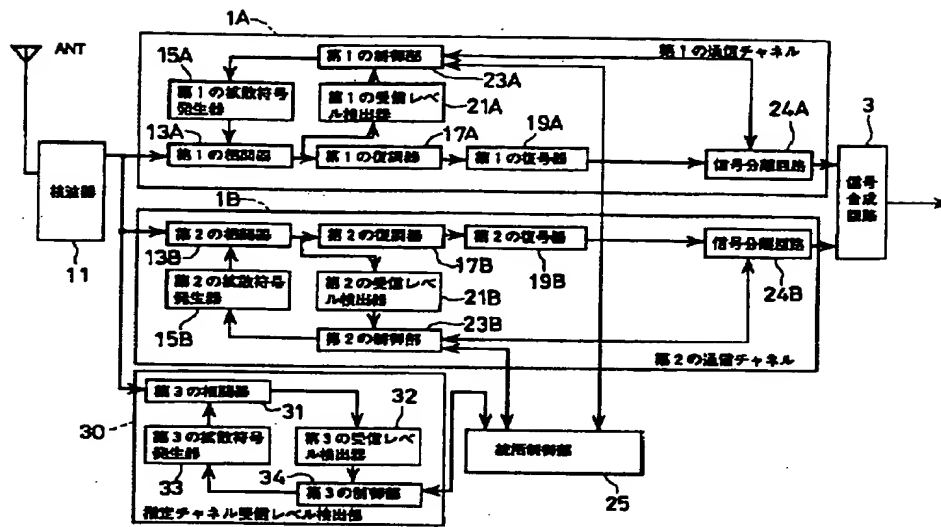 1A
ANT
第1の通信チャネル
15A
第1の制御部
23A
第1の拡散符号
発生器
第1の受信レベ
ル検出器
21A
24A
3
13A
17A
19A
第1の相関器
第1の復調器
第1の復号器
信号分離回路
検波器
信号
合成
回路
11
1B
第2の相関器
第2の復調器
第2の復号器
信号分離回路
13B
17B
19B
24B
第2の拡散符号
発生器
第2の受信レ
ベル検出器
21B
15B
23B
第2の制御部
第2の通信チャネル
第3の相関器
31
32
30
第3の拡散符号
発生器
第3の受信レベ
ル検出器
統括制御部
33
34
第3の制御部
25
指定チャネル受信レベル検出部